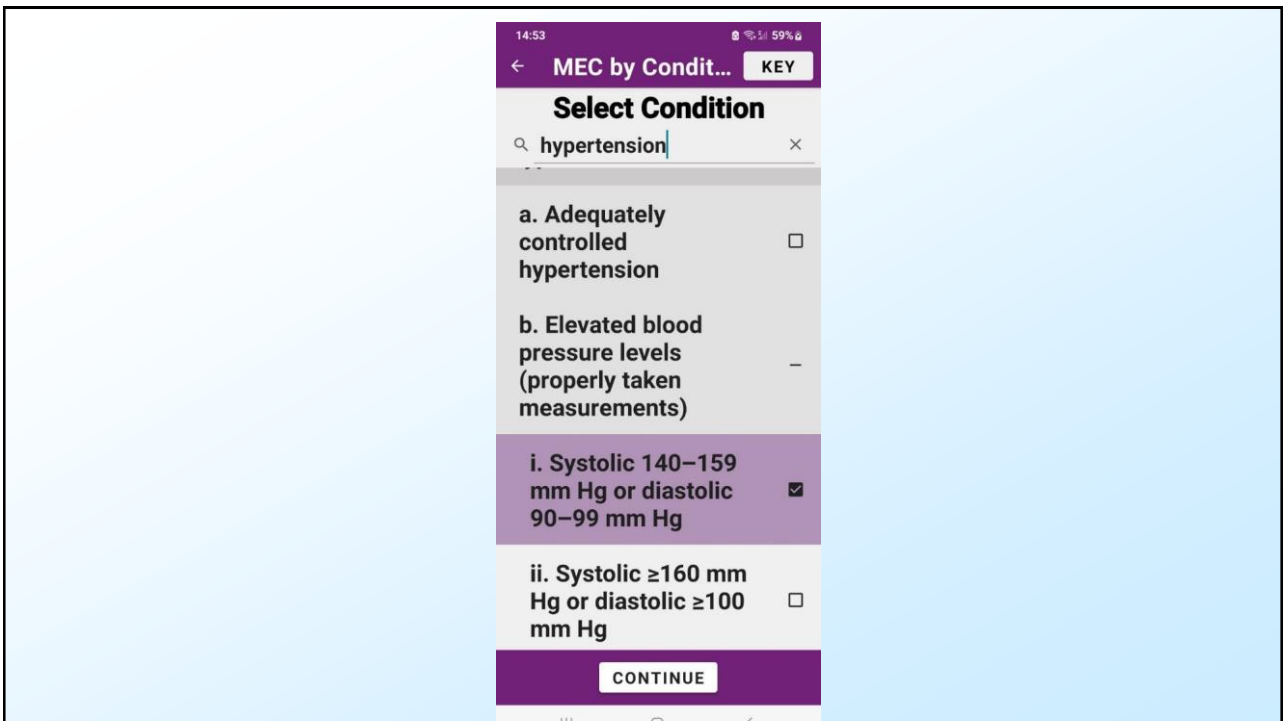 14:53 59%
MEC by Condit... KEY
Select Condition
hypertension
a. Adequately
controlled
hypertension
b. Elevated blood
pressure levels
(properly taken
measurements)
i. Systolic 140–159
mm Hg or diastolic
90–99 mm Hg
ii. Systolic ≥160 mm
Hg or diastolic ≥100
mm Hg
CONTINUE